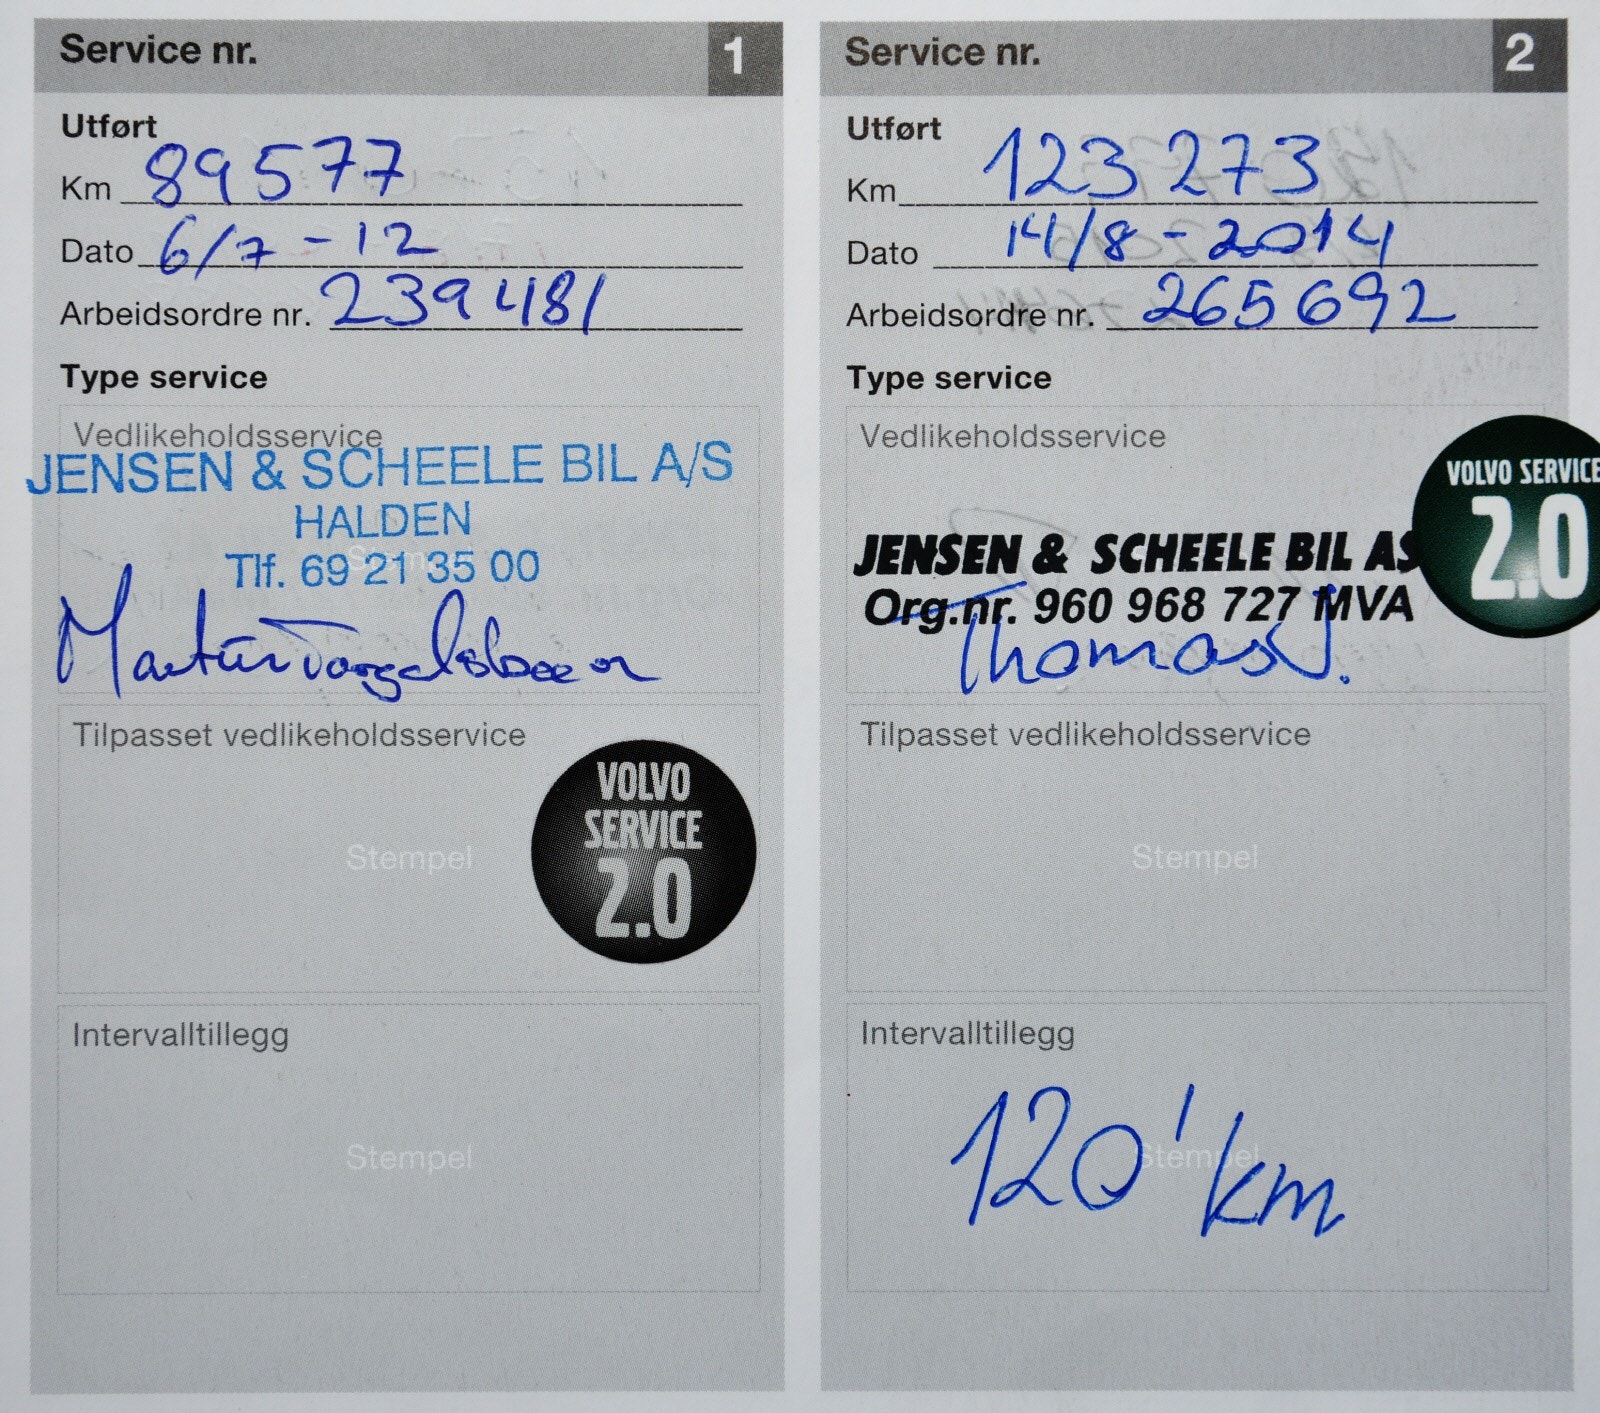 Service nr. 1
Utført
Km 89577
Dato 6/7 - 12
Arbeidsordre nr. 239481
Type service
Vedlikeholdsservice
JENSEN & SCHEELE BIL A/S
HALDEN
Tlf. 69 21 35 00
Tilpasset vedlikeholdsservice
VOLVO
SERVICE
2.0
Stempel
Intervalltillegg
Stempel
Service nr. 2
Utført
Km 123 273
Dato 14/8 - 2014
Arbeidsordre nr. 265692
Type service
Vedlikeholdsservice
VOLVO SERVICE
2.0
JENSEN & SCHEELE BIL AS
Org.nr. 960 968 727 MVA
Thomas J.
Tilpasset vedlikeholdsservice
Stempel
Intervalltillegg
Stempel
120' km